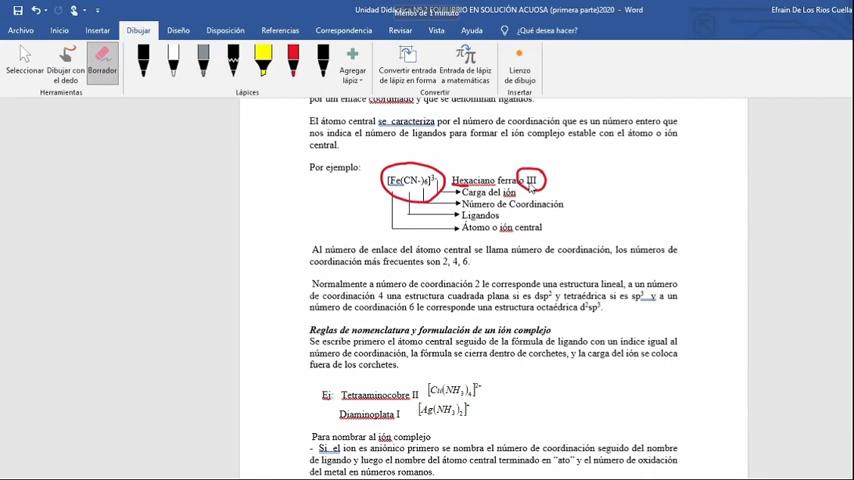 Unidad Didáctica Nº 2 EQUILIBRIO EN SOLUCIÓN ACUOSA (primera parte)2020 - Word
Efrain De Los Rios Cuella
Menos de 1 minuto
Archivo Inicio Insertar Dibujar Diseño Disposición Referencias Correspondencia Revisar Vista Ayuda ¿Qué desea hacer?
Seleccionar
Dibujar con el dedo
Borrador
Agregar lápiz
Convertir entrada de lápiz en forma
Entrada de lápiz a matemáticas
Lienzo de dibujo
Herramientas Lápices Convertir Insertar
por un enlace coordinado y que se denominan ligandos.
El átomo central se caracteriza por el número de coordinación que es un número entero que
nos indica el número de ligandos para formar el ión complejo estable con el átomo o ión
central.
Por ejemplo:
[Fe(CN-)₆]³⁻ Hexaciano ferrato III
Carga del ión
Número de Coordinación
Ligandos
Átomo o ión central
Al número de enlace del átomo central se llama número de coordinación, los números de
coordinación más frecuentes son 2, 4, 6.
Normalmente a número de coordinación 2 le corresponde una estructura lineal, a un número
de coordinación 4 una estructura cuadrada plana si es dsp² y tetraédrica si es sp³ y a un
número de coordinación 6 le corresponde una estructura octaédrica d²sp³.
Reglas de nomenclatura y formulación de un ión complejo
Se escribe primero el átomo central seguido de la fórmula de ligando con un índice igual al
número de coordinación, la fórmula se cierra dentro de corchetes, y la carga del ión se coloca
fuera de los corchetes.
Ej: Tetraaminocobre II [Cu(NH₃)₄]²⁻
Diaminoplata I [Ag(NH₃)₂]⁻
Para nombrar al ión complejo
- Si el ion es aniónico primero se nombra el número de coordinación seguido del nombre
de ligando y luego el nombre del átomo central terminado en “ato” y el número de oxidación
del metal en números romanos.